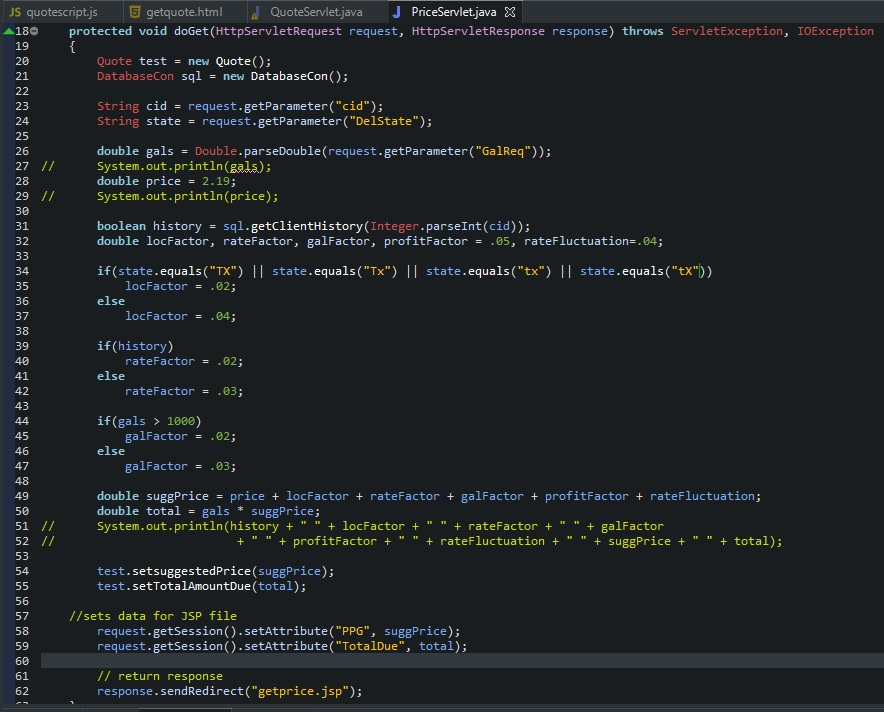 JS quotescript.js 5 getquote.html J QuoteServlet.java J PriceServlet.java
18 protected void doGet(HttpServletRequest request, HttpServletResponse response) throws ServletException, IOException
19 {
20 Quote test = new Quote();
21 DatabaseCon sql = new DatabaseCon();
22
23 String cid = request.getParameter("cid");
24 String state = request.getParameter("DelState");
25
26 double gals = Double.parseDouble(request.getParameter("GalReq"));
27 // System.out.println(gals);
28 double price = 2.19;
29 // System.out.println(price);
30
31 boolean history = sql.getClientHistory(Integer.parseInt(cid));
32 double locFactor, rateFactor, galFactor, profitFactor = .05, rateFluctuation=.04;
33
34 if(state.equals("TX") || state.equals("Tx") || state.equals("tx") || state.equals("tX"))
35 locFactor = .02;
36 else
37 locFactor = .04;
38
39 if(history)
40 rateFactor = .02;
41 else
42 rateFactor = .03;
43
44 if(gals > 1000)
45 galFactor = .02;
46 else
47 galFactor = .03;
48
49 double suggPrice = price + locFactor + rateFactor + galFactor + profitFactor + rateFluctuation;
50 double total = gals * suggPrice;
51 // System.out.println(history + " " + locFactor + " " + rateFactor + " " + galFactor
52 // + " " + profitFactor + " " + rateFluctuation + " " + suggPrice + " " + total);
53
54 test.setsuggestedPrice(suggPrice);
55 test.setTotalAmountDue(total);
56
57 //sets data for JSP file
58 request.getSession().setAttribute("PPG", suggPrice);
59 request.getSession().setAttribute("TotalDue", total);
60
61 // return response
62 response.sendRedirect("getprice.jsp");